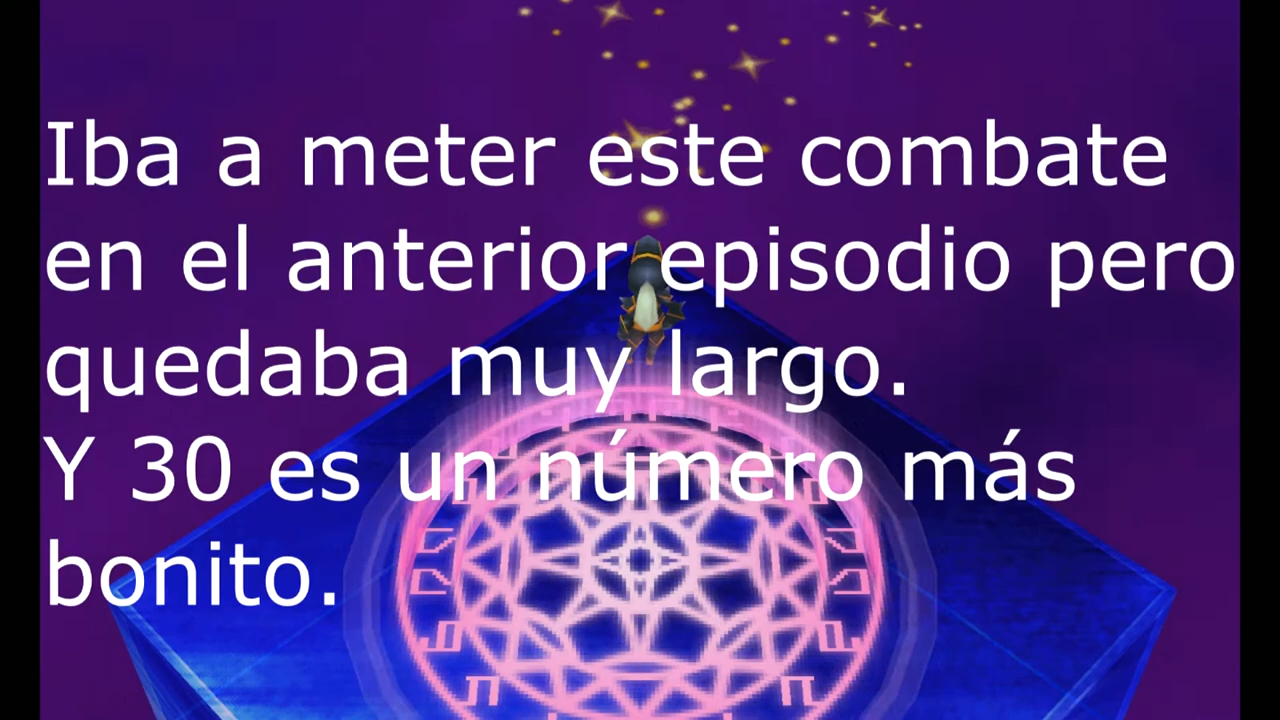 Iba a meter este combate
en el anterior episodio pero
quedaba muy largo.
Y 30 es un número más
bonito.